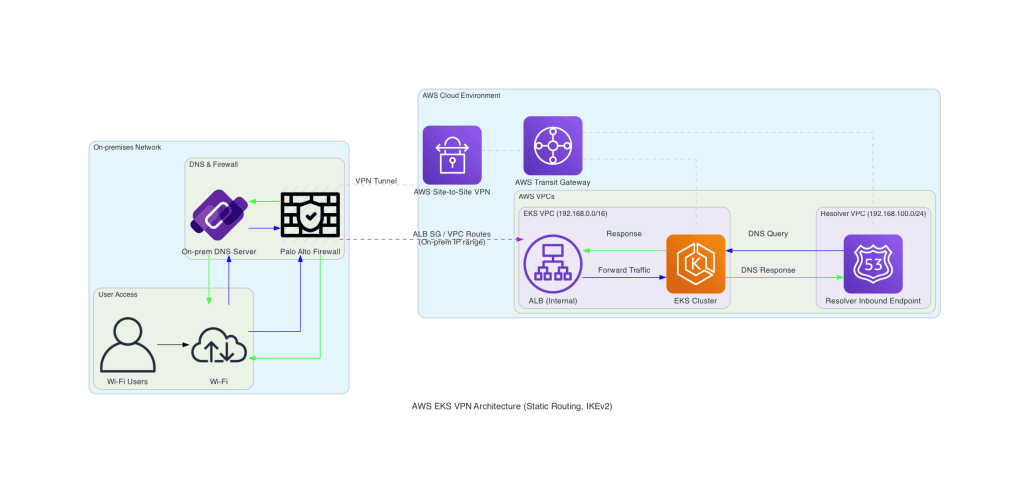 AWS Cloud Environment
On-premises Network
DNS & Firewall
VPN Tunnel
AWS Site-to-Site VPN
AWS Transit Gateway
AWS VPCs
EKS VPC (192.168.0.0/16)
Resolver VPC (192.168.100.0/24)
On-prem DNS Server
Palo Alto Firewall
ALB SG / VPC Routes
(On-prem IP range)
Response
DNS Query
K
53
Forward Traffic
DNS Response
ALB (Internal)
EKS Cluster
Resolver Inbound Endpoint
User Access
Wi-Fi Users
Wi-Fi
AWS EKS VPN Architecture (Static Routing, IKEv2)